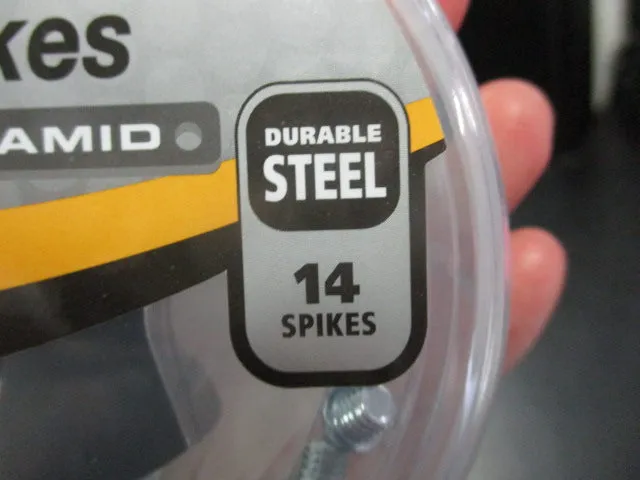 kes
AMID
DURABLE
STEEL
14
SPIKES